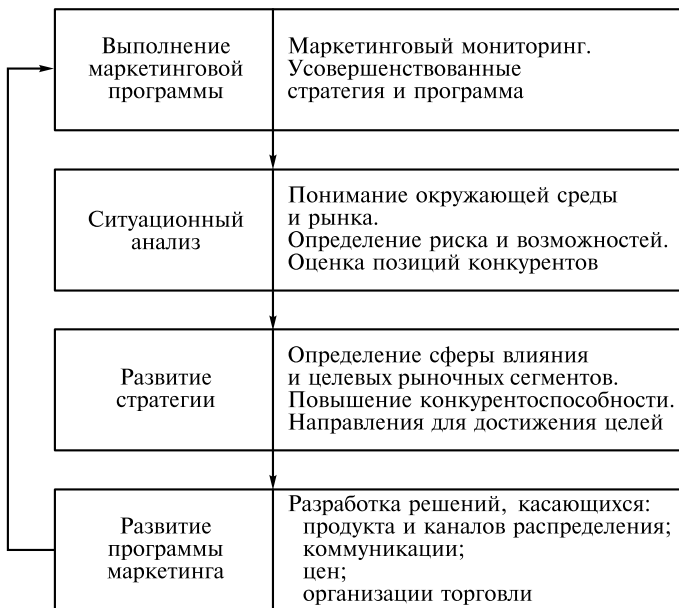 Выполнение
маркетинговой
программы
Маркетинговый мониторинг.
Усовершенствованные
стратегия и программа
Ситуационный
анализ
Понимание окружающей среды
и рынка.
Определение риска и возможностей.
Оценка позиций конкурентов
Развитие
стратегии
Определение сферы влияния
и целевых рыночных сегментов.
Повышение конкурентоспособности.
Направления для достижения целей
Развитие
программы
маркетинга
Разработка решений, касающихся:
продукта и каналов распределения;
коммуникации;
цен;
организации торговли